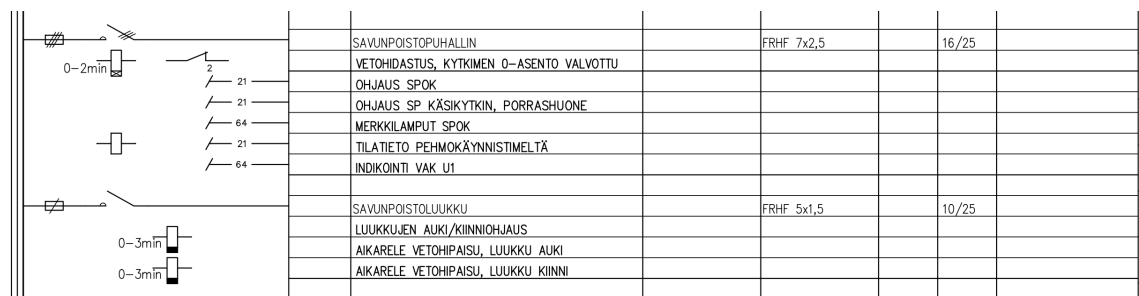 SAVUNPOISTOPUHALLIN FRHF 7x2,5 16/25
0-2min 2 VETOHIDASTUS, KYTKIMEN 0-ASENTO VALVOTTU
21 OHJAUS SPOK
21 OHJAUS SP KÄSIKYTKIN, PORRASHUONE
64 MERKKILAMPUT SPOK
21 TILATIETO PEHMOKÄYNNISTIMELTÄ
64 INDIKOINTI VAK U1
SAVUNPOISTOLUUKKU FRHF 5x1,5 10/25
LUUKKUJEN AUKI/KIINNIOHJAUS
0-3min AIKARELE VETOHIPAISU, LUUKKU AUKI
0-3min AIKARELE VETOHIPAISU, LUUKKU KIINNI